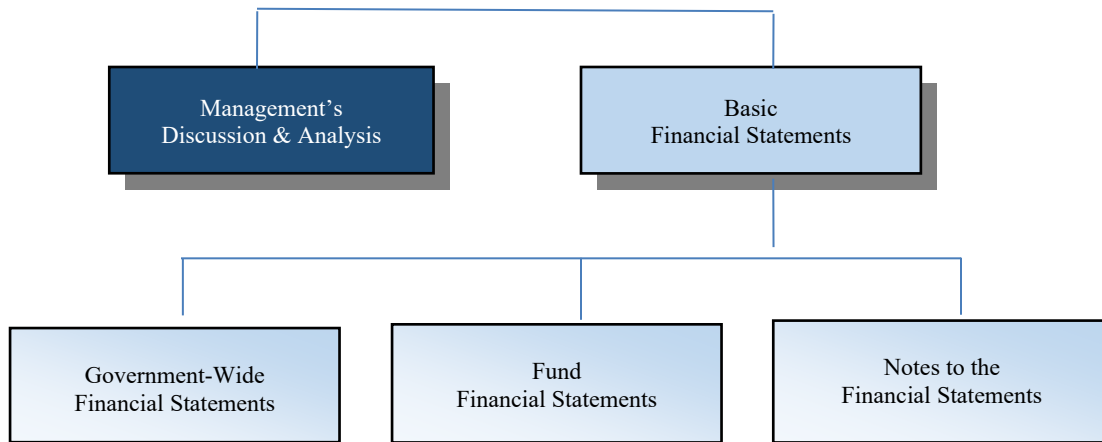 Management’s
Discussion & Analysis
Basic
Financial Statements
Government-Wide
Financial Statements
Fund
Financial Statements
Notes to the
Financial Statements